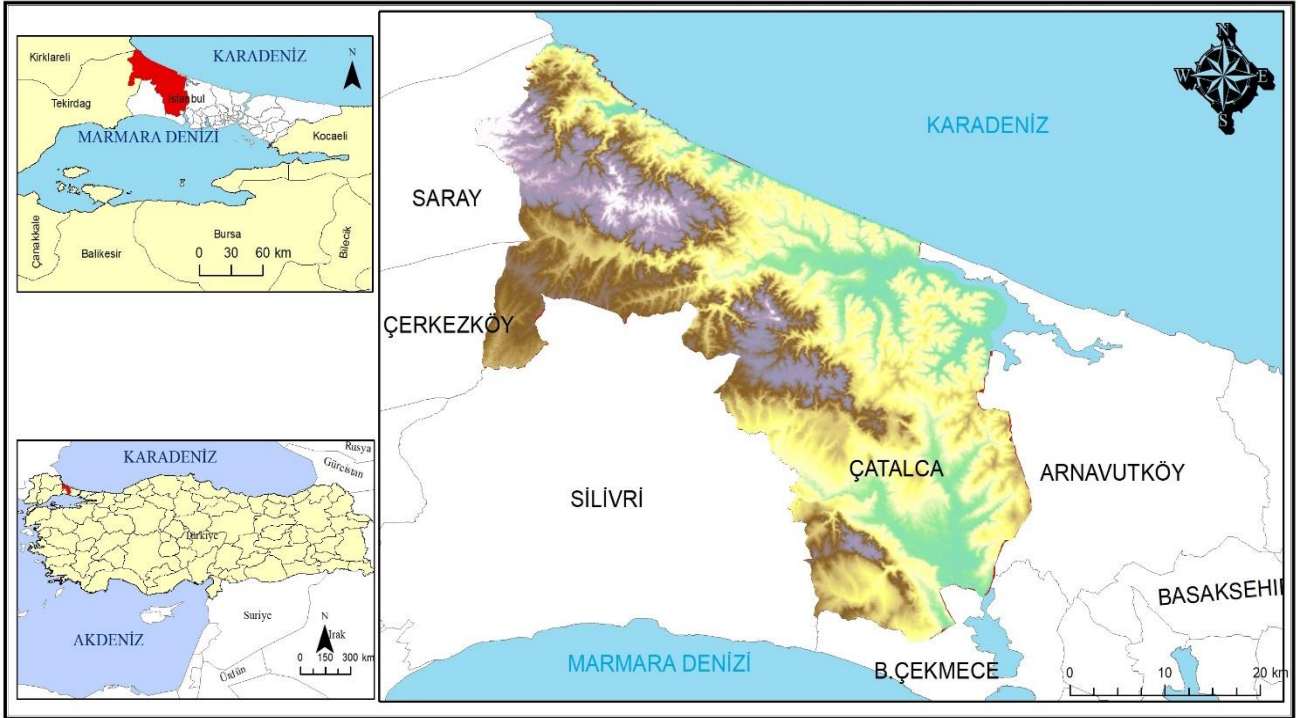 Kirklareli
KARADENİZ
N
Tekirdag
İstanbul
Kocaeli
MARMARA DENİZİ
Çanakkale
Balikesir
Bursa
Bilecik
0 30 60 km
KARADENİZ
Rusya
Gürcistan
Türkiye
Suriye
N
Irak
AKDENİZ
Ürdün
0 150 300 km
N
W E
S
KARADENİZ
SARAY
ÇERKEZKÖY
ÇATALCA
ARNAVUTKÖY
SİLİVRİ
BASAKSEHI
MARMARA DENİZİ
B.ÇEKMECE
0 10 20 km